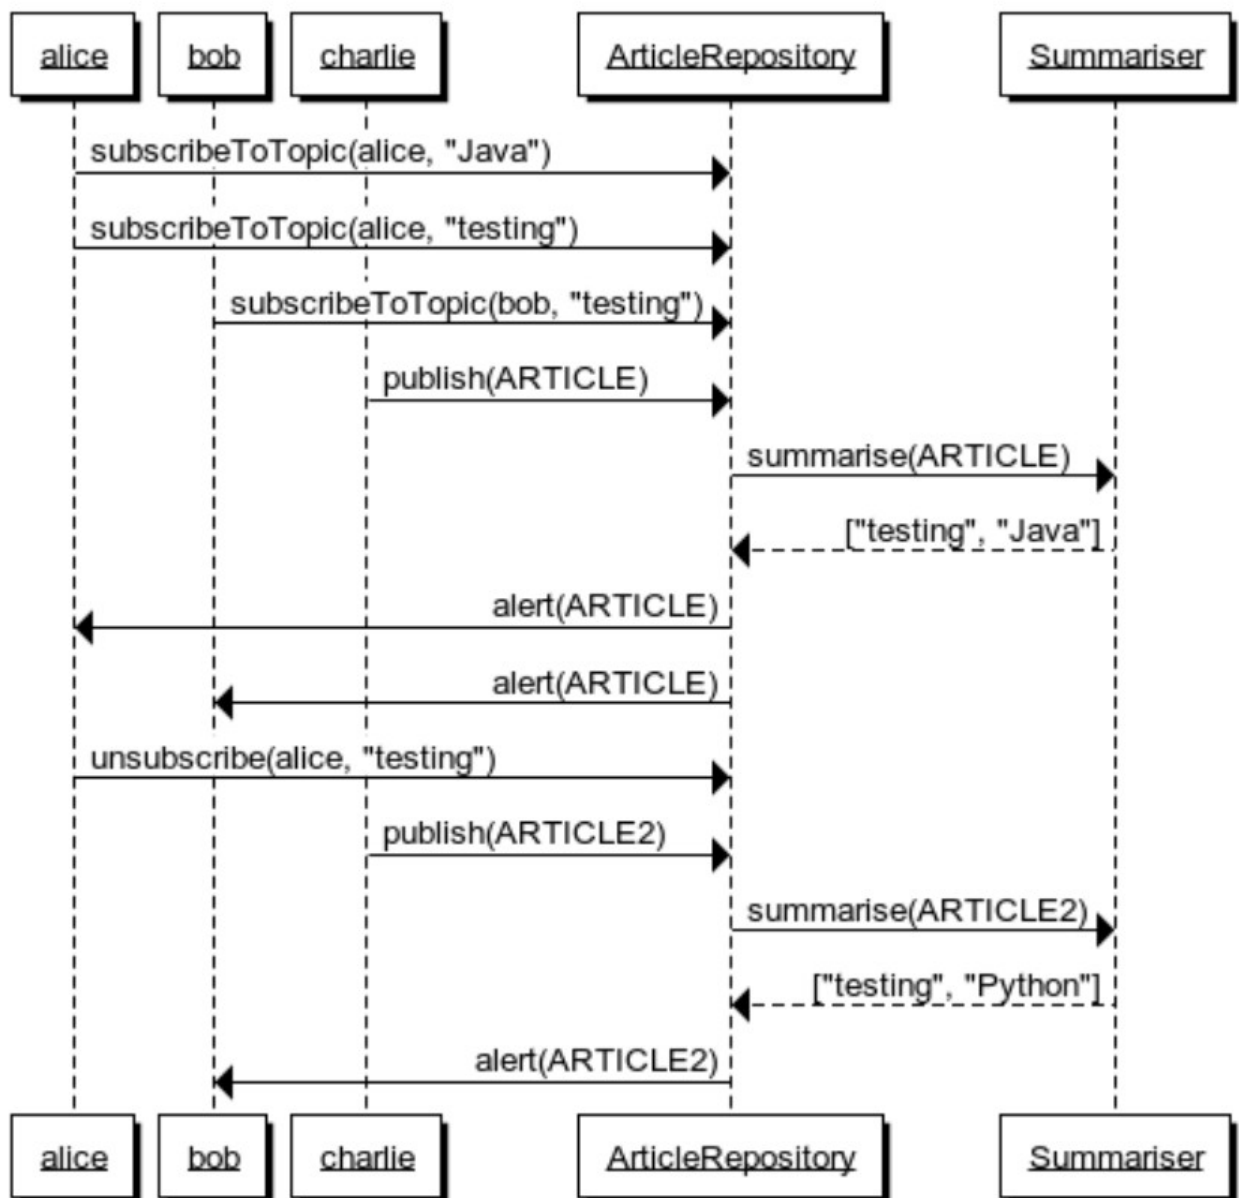 alice bob charlie ArticleRepository Summariser
subscribeToTopic(alice, "Java")
subscribeToTopic(alice, "testing")
subscribeToTopic(bob, "testing")
publish(ARTICLE)
summarise(ARTICLE)
["testing", "Java"]
alert(ARTICLE)
alert(ARTICLE)
unsubscribe(alice, "testing")
publish(ARTICLE2)
summarise(ARTICLE2)
["testing", "Python"]
alert(ARTICLE2)
alice bob charlie ArticleRepository Summariser